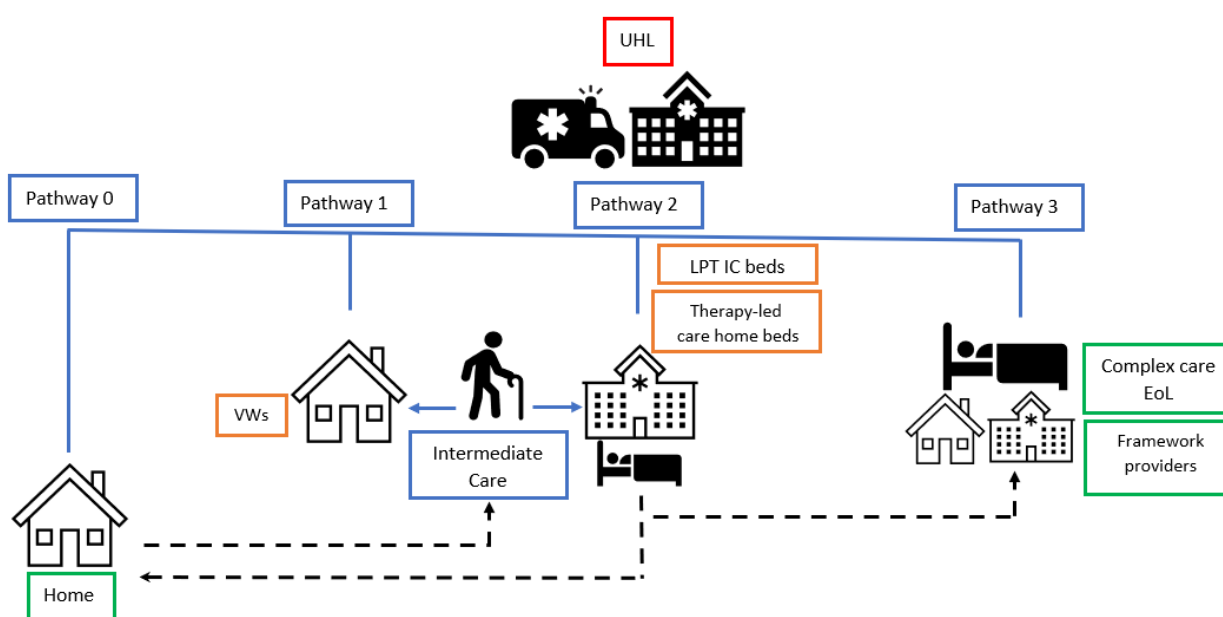 UHL
Pathway 0
Pathway 1
Pathway 2
Pathway 3
LPT IC beds
Therapy-led
care home beds
VWs
Intermediate
Care
Complex care
EoL
Framework
providers
Home